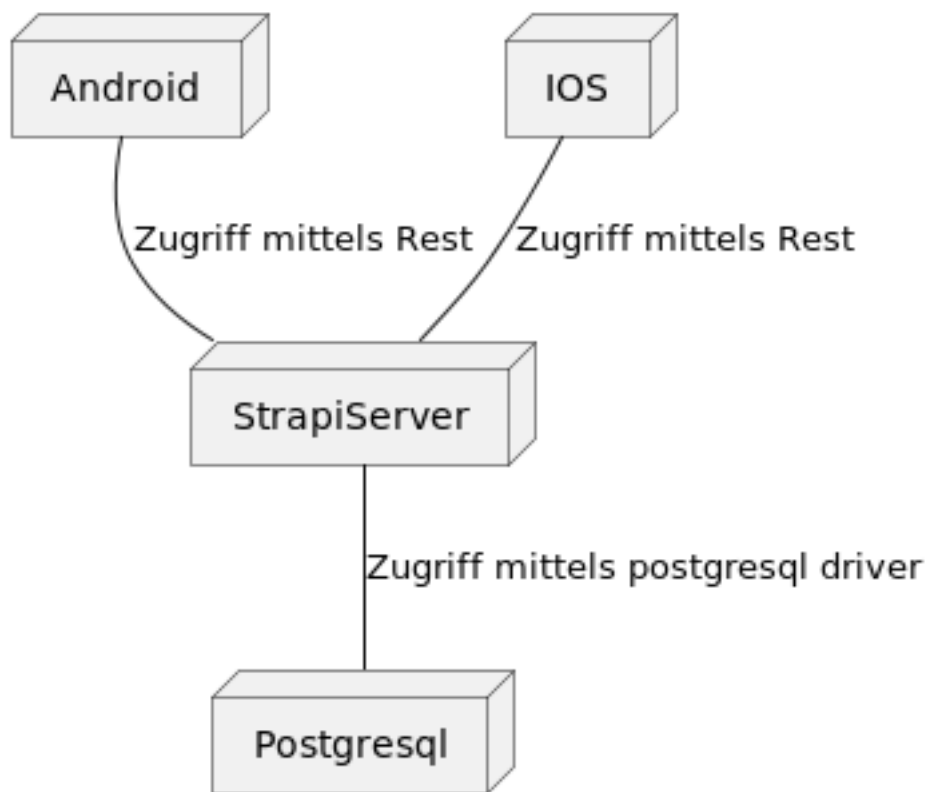 Android
IOS
Zugriff mittels Rest
Zugriff mittels Rest
StrapiServer
Zugriff mittels postgresql driver
Postgresql